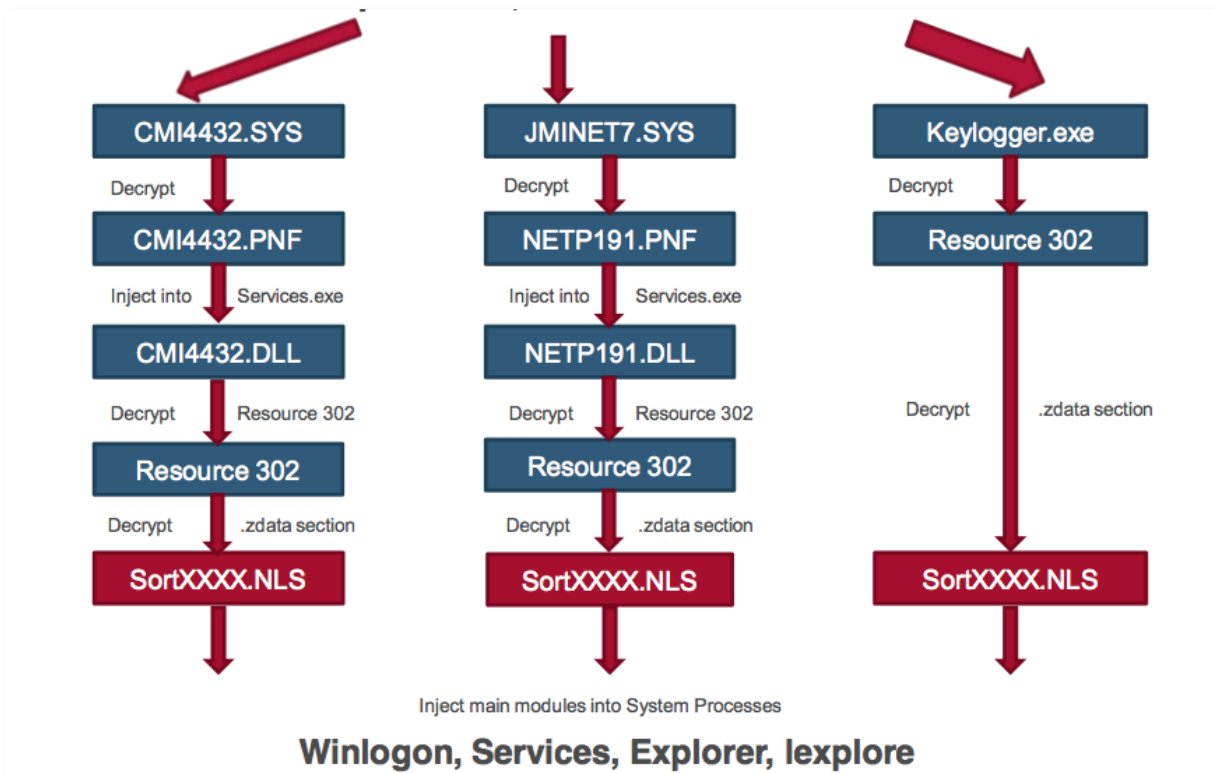 CMI4432.SYS
JMINET7.SYS
Keylogger.exe
Decrypt
Decrypt
Decrypt
CMI4432.PNF
NETP191.PNF
Resource 302
Inject into Services.exe
Inject into Services.exe
CMI4432.DLL
NETP191.DLL
Decrypt Resource 302
Decrypt Resource 302
Decrypt .zdata section
Resource 302
Resource 302
Decrypt .zdata section
Decrypt .zdata section
SortXXXX.NLS
SortXXXX.NLS
SortXXXX.NLS
Inject main modules into System Processes
Winlogon, Services, Explorer, Iexplore